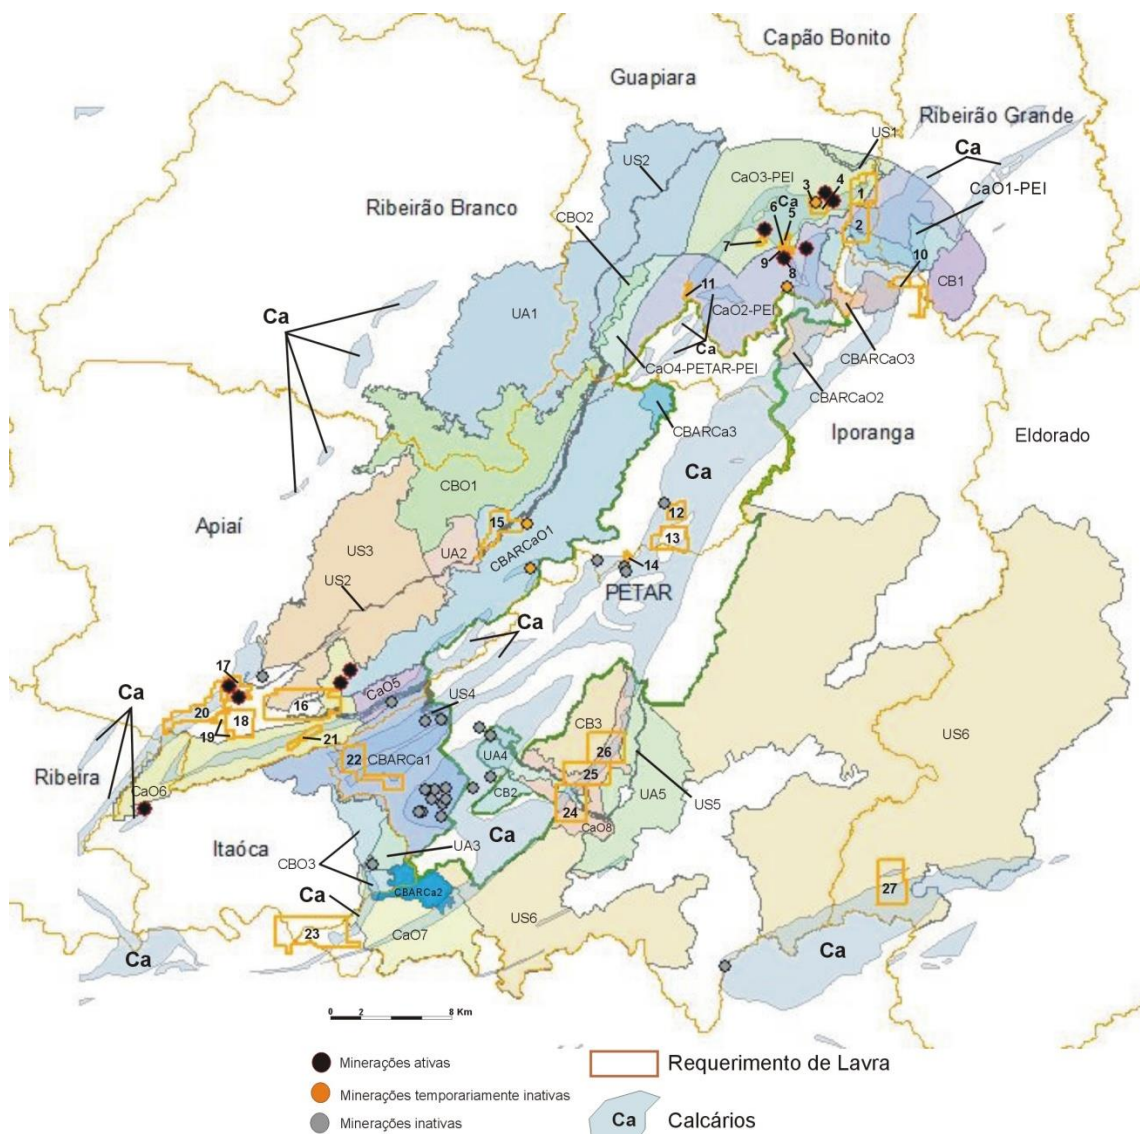 Capão Bonito
Guapiara
Ribeirão Grande
US1
Ca
US2
CaO3-PEI
3
4
1
CaO1-PEI
Ribeirão Branco
CBO2
6
Ca
5
2
7
9
10
8
11
CB1
Ca
UA1
CaO2-PEI
Ca
CaO4-PETAR-PEI
CBARCaO3
CBARCaO2
CBARCa3
Iporanga
Eldorado
Ca
CBO1
12
Apiaí
15
UA2
CBARCaO1
13
US3
14
US2
PETAR
Ca
17
CaO5
Ca
16
20
18
US4
19
21
CB3
US6
22
CBARCa1
UA4
26
25
Ribeira
CaO6
CB2
UA5
US5
24
Ca
CaO8
Itaóca
UA3
CBO3
CBARCa2
27
Ca
US6
23
CaO7
Ca
Ca
0 2 8 Km
Minerações ativas
Requerimento de Lavra
Minerações temporariamente inativas
Minerações inativas
Ca
Calcários